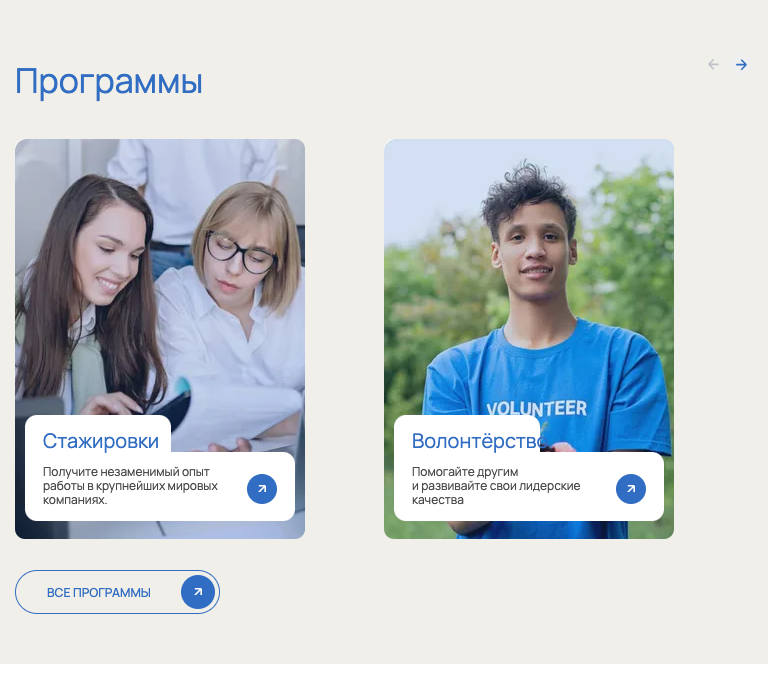 Программы
Стажировки
Получите незаменимый опыт
работы в крупнейших мировых
компаниях.
VOLUNTEER
Волонтёрство
Помогайте другим
и развивайте свои лидерские
качества
ВСЕ ПРОГРАММЫ